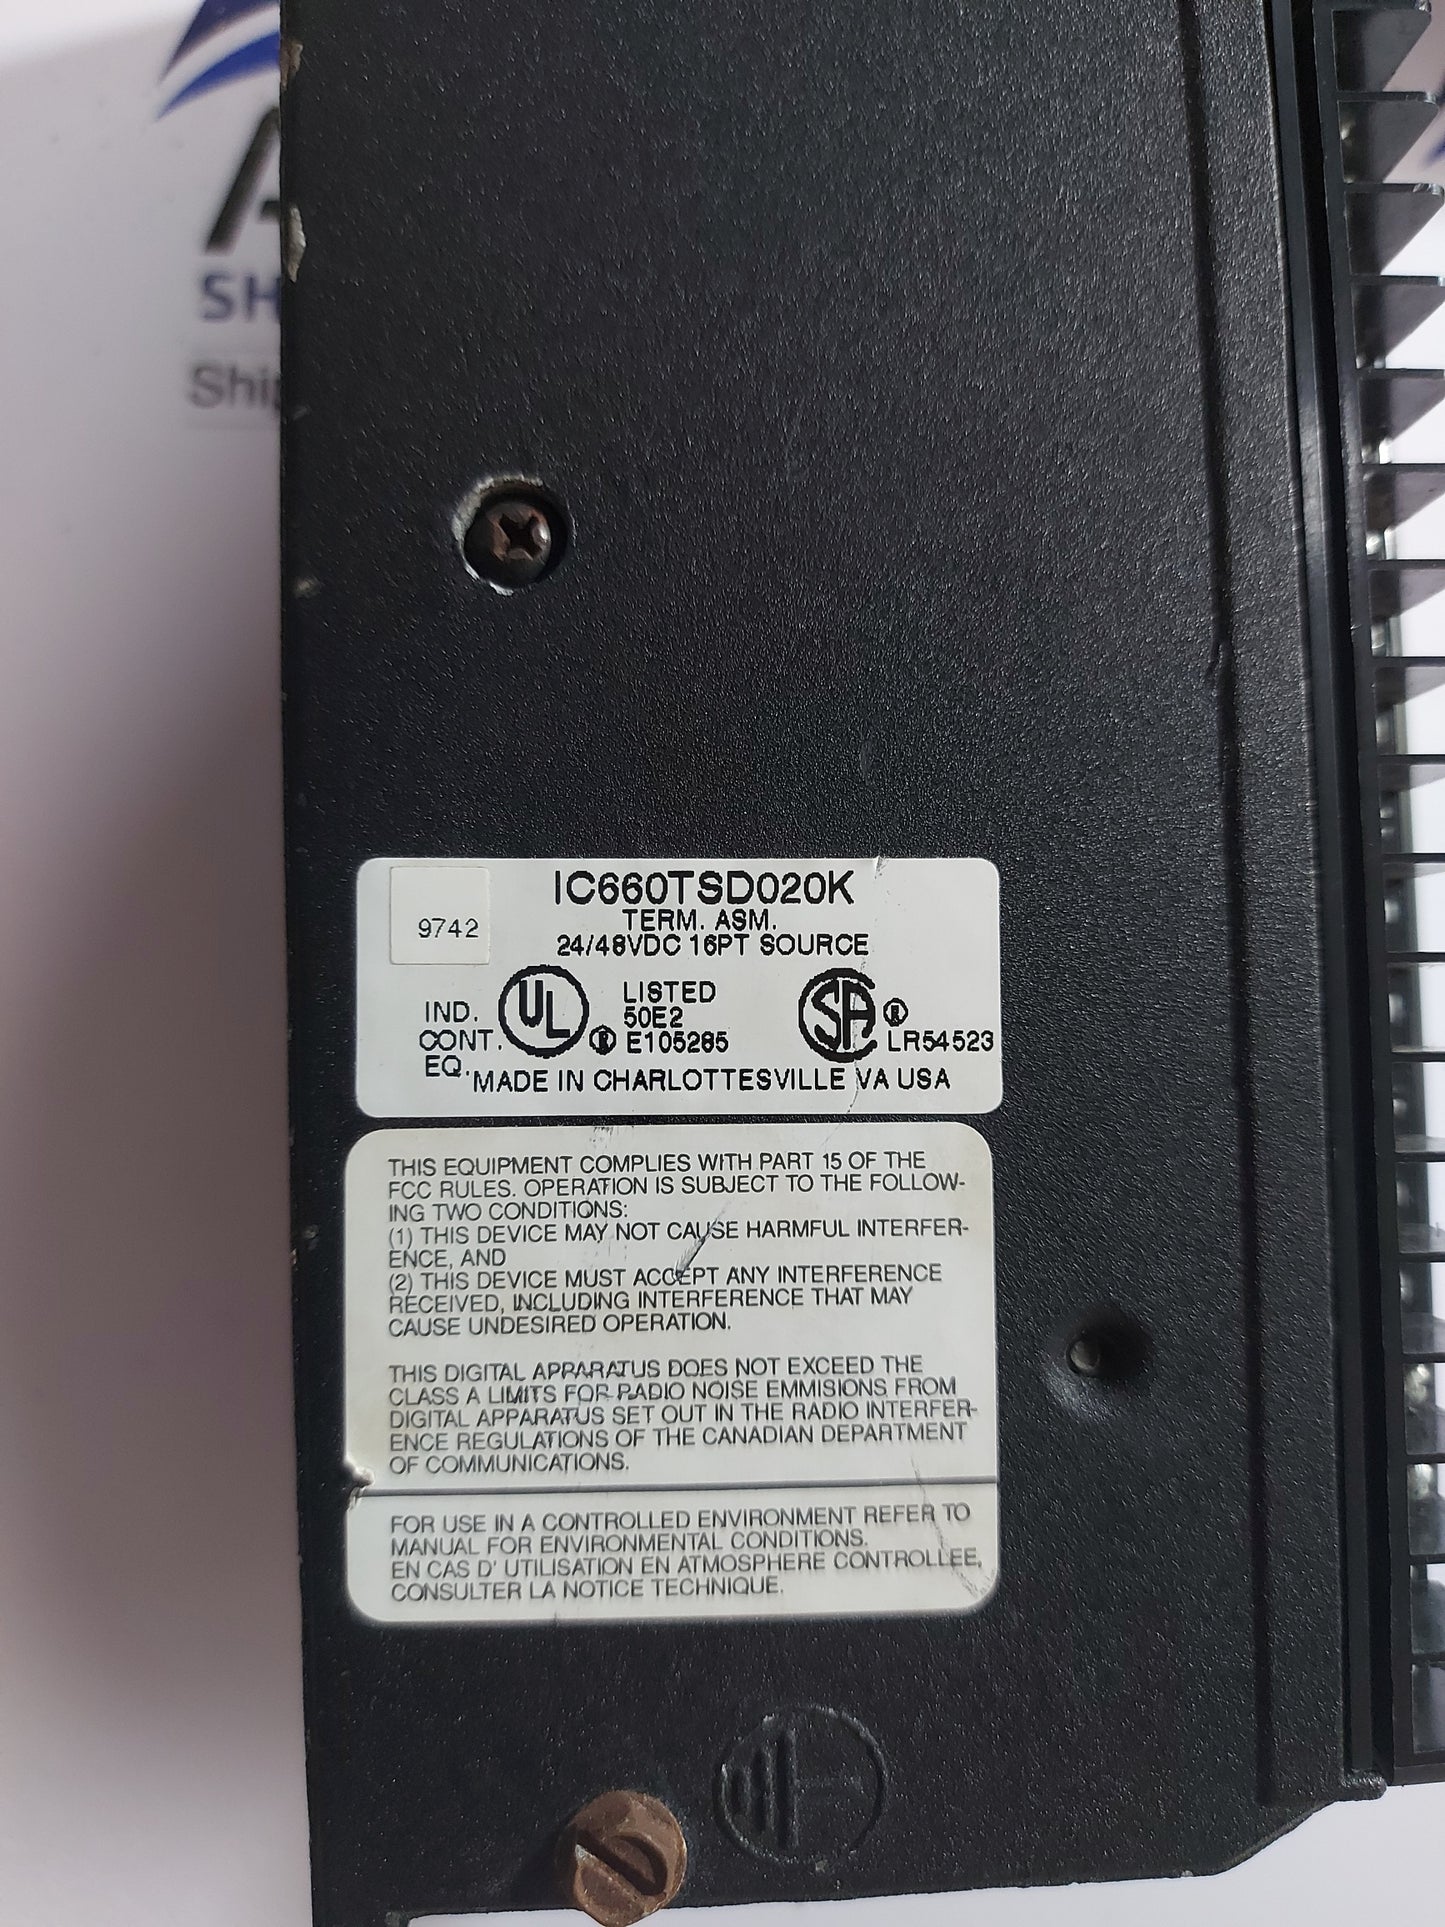 SH
Ship
9742
IC660TSD020K
TERM. ASM.
24/48VDC 16PT SOURCE
IND.
CONT.
EQ.
UL
®
LISTED
50E2
E105285
SA
®
LR54523
MADE IN CHARLOTTESVILLE VA USA
THIS EQUIPMENT COMPLIES WITH PART 15 OF THE
FCC RULES. OPERATION IS SUBJECT TO THE FOLLOW-
ING TWO CONDITIONS:
(1) THIS DEVICE MAY NOT CAUSE HARMFUL INTERFER-
ENCE, AND
(2) THIS DEVICE MUST ACCEPT ANY INTERFERENCE
RECEIVED, INCLUDING INTERFERENCE THAT MAY
CAUSE UNDESIRED OPERATION.
THIS DIGITAL APPARATUS DOES NOT EXCEED THE
CLASS A LIMITS FOR RADIO NOISE EMMISIONS FROM
DIGITAL APPARATUS SET OUT IN THE RADIO INTERFER-
ENCE REGULATIONS OF THE CANADIAN DEPARTMENT
OF COMMUNICATIONS.
FOR USE IN A CONTROLLED ENVIRONMENT REFER TO
MANUAL FOR ENVIRONMENTAL CONDITIONS.
EN CAS D' UTILISATION EN ATMOSPHERE CONTROLLEE,
CONSULTER LA NOTICE TECHNIQUE.